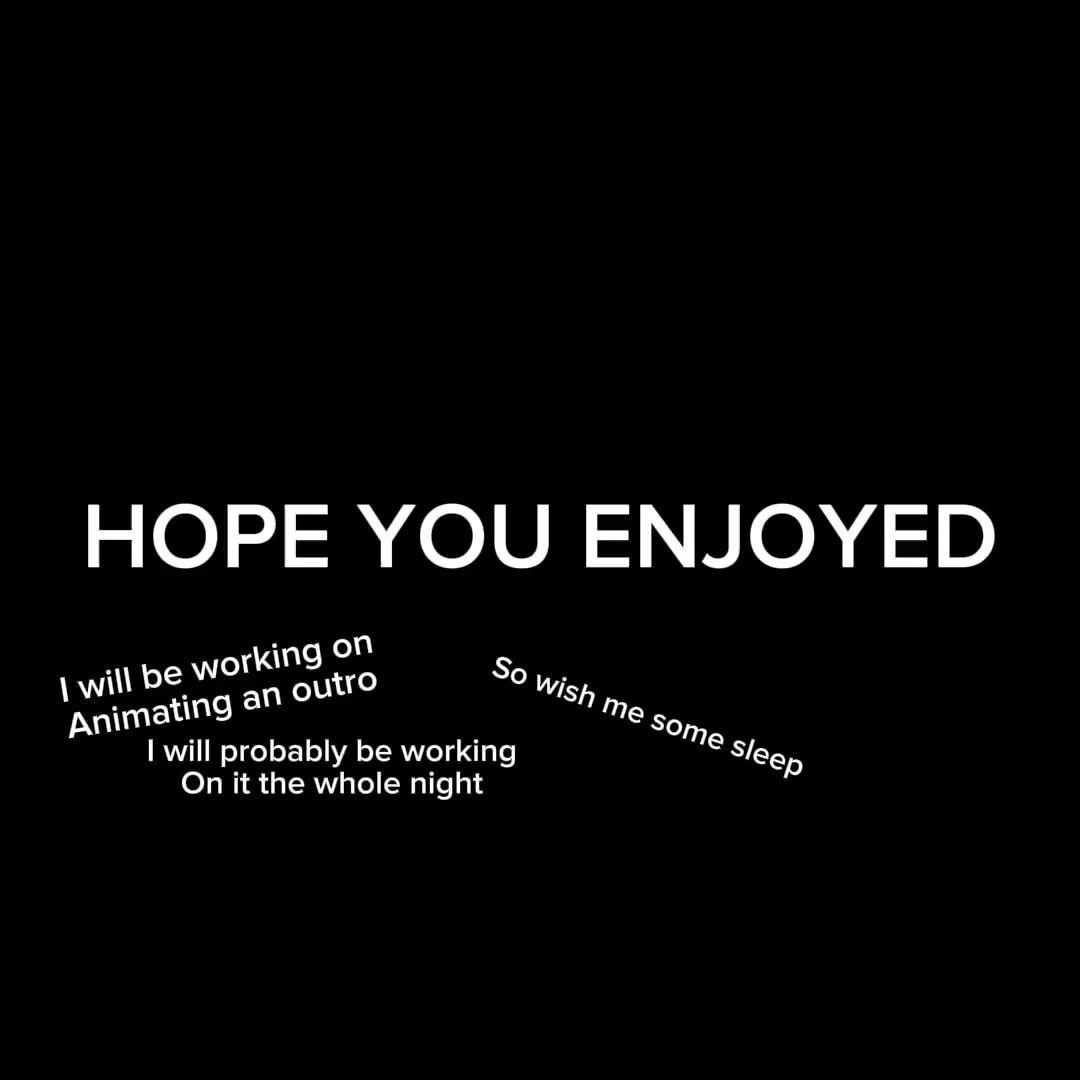 HOPE YOU ENJOYED
I will be working on
Animating an outro
I will probably be working
On it the whole night
So wish me some sleep